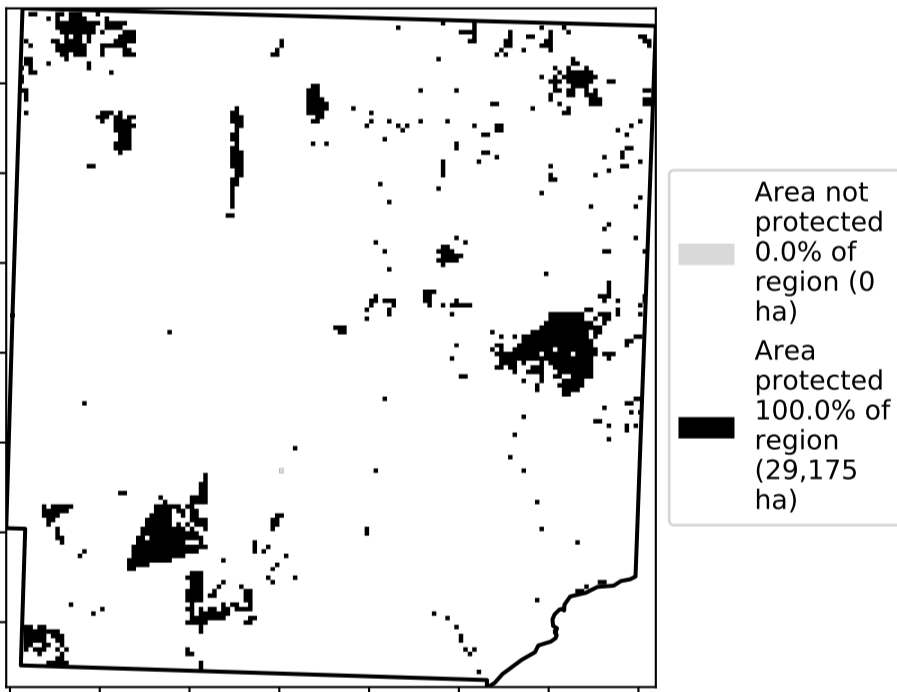 Area not
protected
0.0% of
region (0
ha)
Area
protected
100.0% of
region
(29,175
ha)